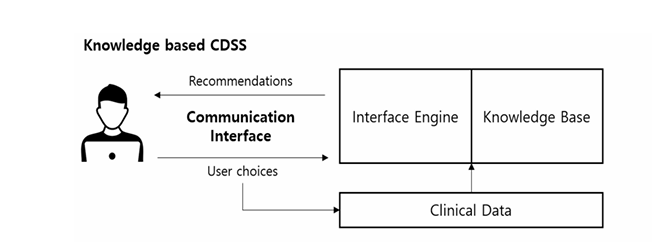 Knowledge based CDSS
Recommendations
Communication
Interface
User choices
Interface Engine
Knowledge Base
Clinical Data